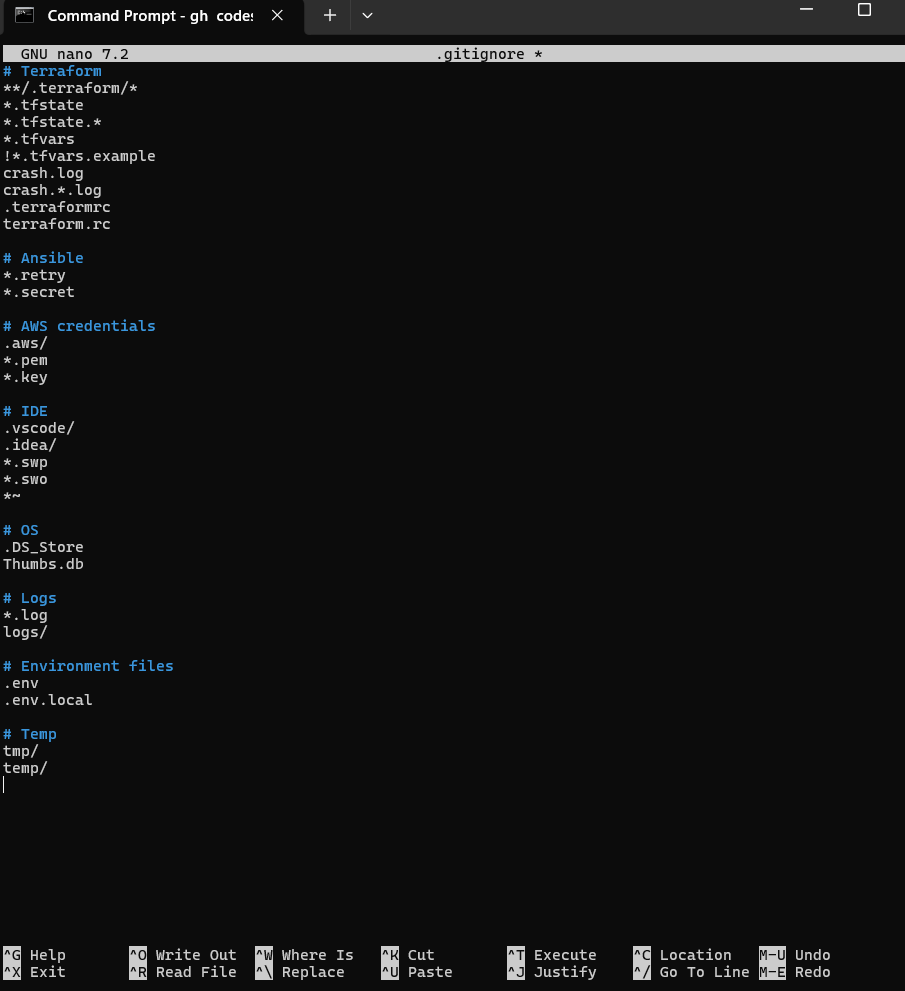 Command Prompt - gh codes
GNU nano 7.2 .gitignore *
# Terraform
**/.terraform/*
*.tfstate
*.tfstate.*
*.tfvars
!*.tfvars.example
crash.log
crash.*.log
.terraformrc
terraform.rc
# Ansible
*.retry
*.secret
# AWS credentials
.aws/
*.pem
*.key
# IDE
.vscode/
.idea/
*.swp
*.swo
*~
# OS
.DS_Store
Thumbs.db
# Logs
*.log
logs/
# Environment files
.env
.env.local
# Temp
tmp/
temp/
^G Help ^O Write Out ^W Where Is ^K Cut ^T Execute ^C Location M-U Undo
^X Exit ^R Read File ^\ Replace ^U Paste ^J Justify ^/ Go To Line M-E Redo